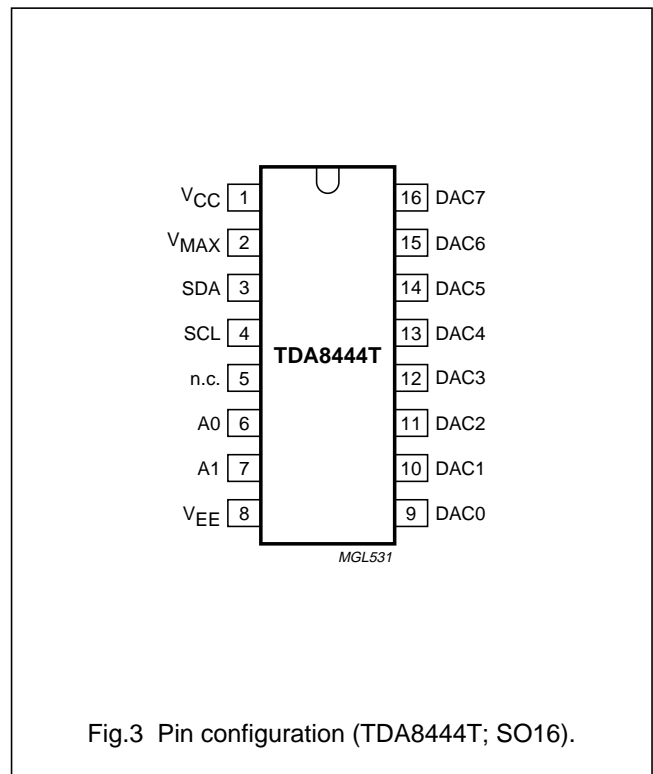 VCC 1 16 DAC7
VMAX 2 15 DAC6
SDA 3 14 DAC5
SCL 4 13 DAC4
TDA8444T
n.c. 5 12 DAC3
A0 6 11 DAC2
A1 7 10 DAC1
VEE 8 9 DAC0
MGL531
Fig.3 Pin configuration (TDA8444T; SO16).